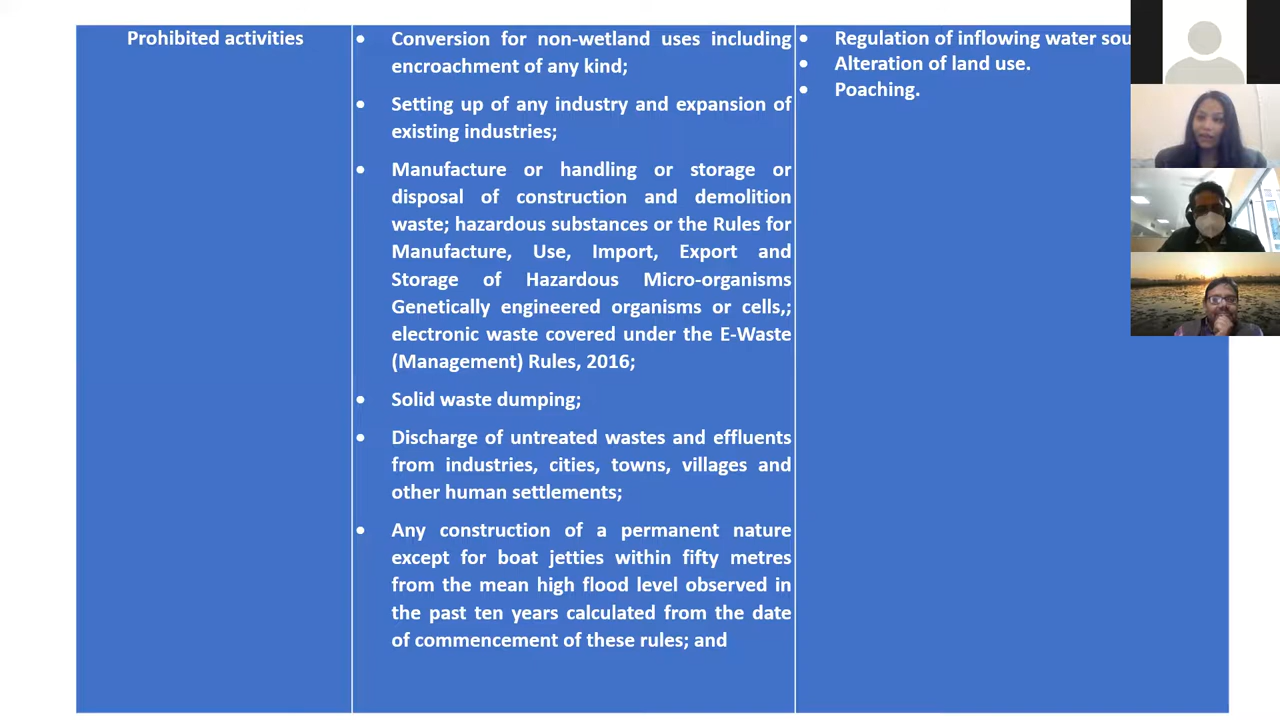 Prohibited activities
• Conversion for non-wetland uses including
encroachment of any kind;
• Setting up of any industry and expansion of
existing industries;
• Manufacture or handling or storage or
disposal of construction and demolition
waste; hazardous substances or the Rules for
Manufacture, Use, Import, Export and
Storage of Hazardous Micro-organisms
Genetically engineered organisms or cells,;
electronic waste covered under the E-Waste
(Management) Rules, 2016;
• Solid waste dumping;
• Discharge of untreated wastes and effluents
from industries, cities, towns, villages and
other human settlements;
• Any construction of a permanent nature
except for boat jetties within fifty metres
from the mean high flood level observed in
the past ten years calculated from the date
of commencement of these rules; and
• Regulation of inflowing water
• Alteration of land use.
• Poaching.